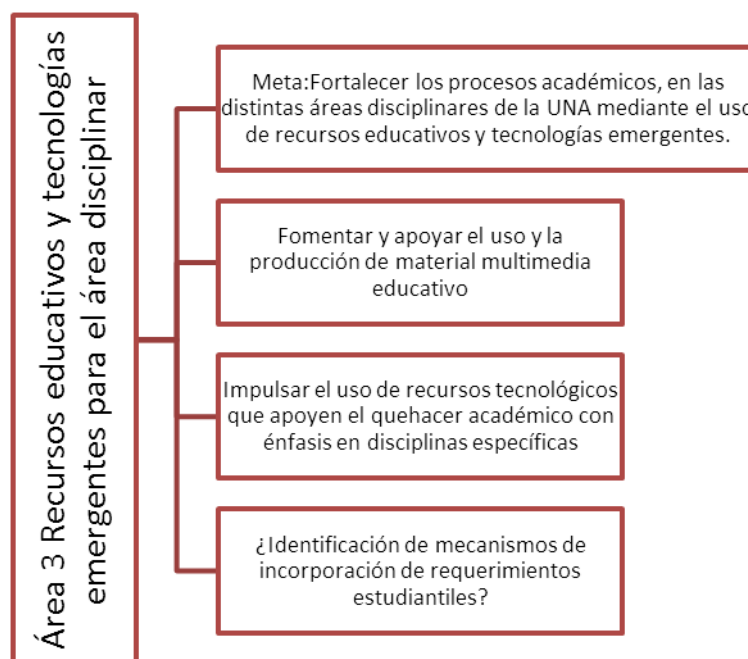 Área 3 Recursos educativos y tecnologías
emergentes para el área disciplinar
Meta:Fortalecer los procesos académicos, en las
distintas áreas disciplinares de la UNA mediante el uso
de recursos educativos y tecnologías emergentes.
Fomentar y apoyar el uso y la
producción de material multimedia
educativo
Impulsar el uso de recursos tecnológicos
que apoyen el quehacer académico con
énfasis en disciplinas específicas
¿Identificación de mecanismos de
incorporación de requerimientos
estudiantiles?